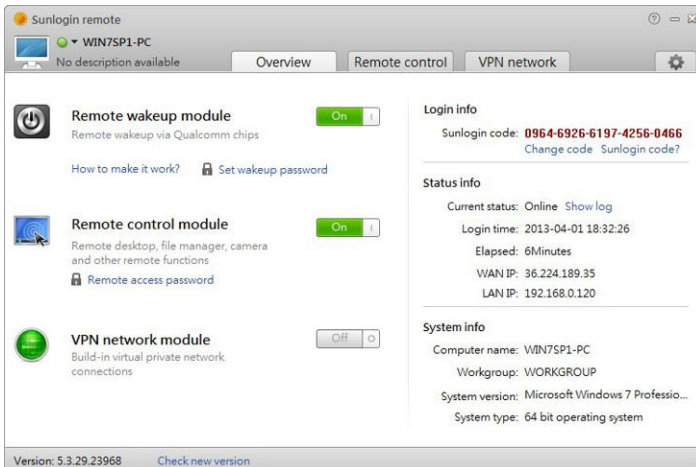 Sunlogin remote
WIN7SP1-PC
No description available
Overview
Remote control
VPN network
Remote wakeup module
On
Remote wakeup via Qualcomm chips
How to make it work?
Set wakeup password
Remote control module
On
Remote desktop, file manager, camera
and other remote functions
Remote access password
VPN network module
Off
Build-in virtual private network
connections
Login info
Sunlogin code: 0964-6926-6197-4256-0466
Change code Sunlogin code?
Status info
Current status: Online Show log
Login time: 2013-04-01 18:32:26
Elapsed: 6Minutes
WAN IP: 36.224.189.35
LAN IP: 192.168.0.120
System info
Computer name: WIN7SP1-PC
Workgroup: WORKGROUP
System version: Microsoft Windows 7 Professio...
System type: 64 bit operating system
Version: 5.3.29.23968
Check new version